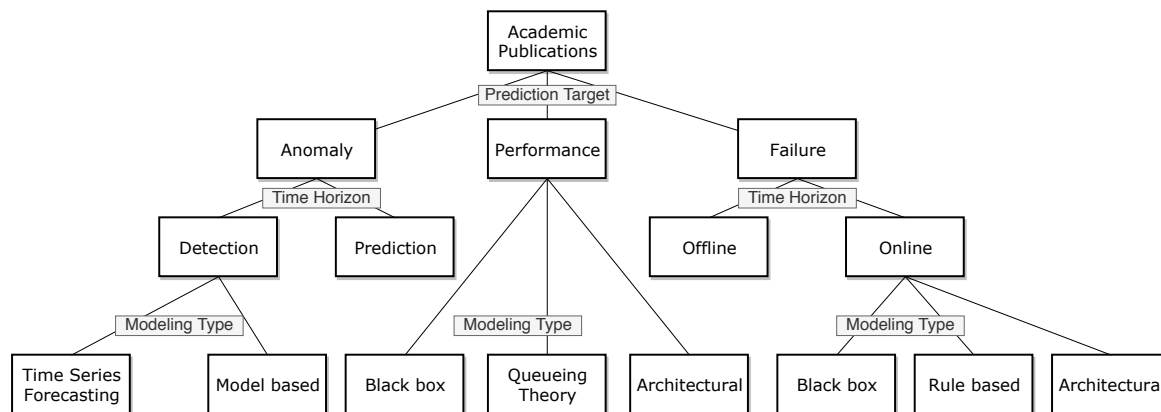 Academic
Publications
Prediction Target
Anomaly
Performance
Failure
Time Horizon
Time Horizon
Detection
Prediction
Offline
Online
Modeling Type
Modeling Type
Modeling Type
Time Series
Forecasting
Model based
Black box
Queueing
Theory
Architectural
Black box
Rule based
Architectura